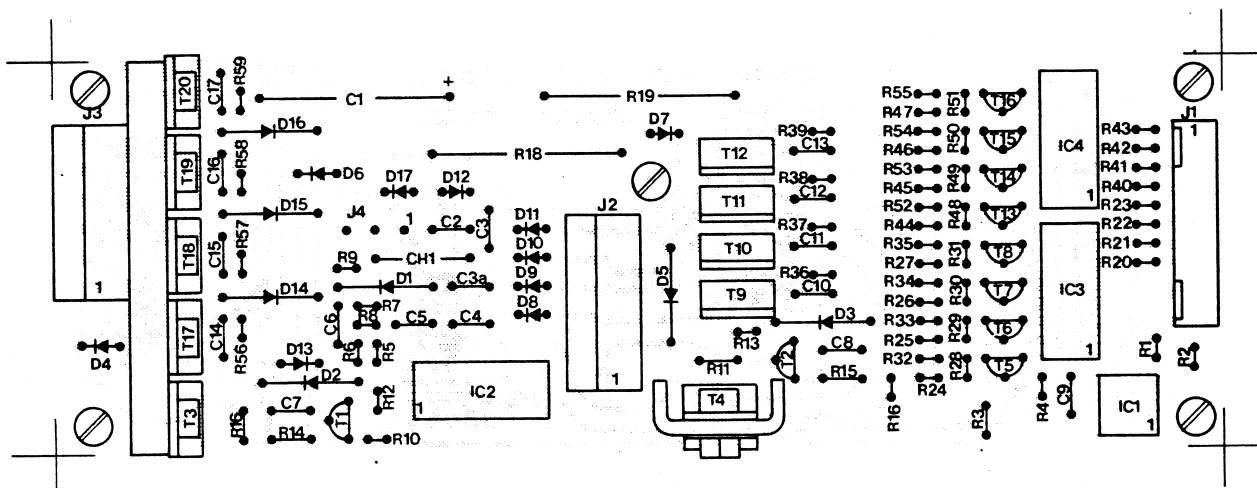 T20
C17
R59
C1
+
R19
D7
J3
D16
R18
T19
C16
R58
D6
D17
D12
J4
1
C2
C3
D15
T18
C15
R57
R9
CH1
D1
C3a
D14
C6
R7
R8
C5
C4
T17
C14
R56
D13
R6
R5
D2
D4
1
T3
R16
C7
R14
T1
R12
R10
IC2
1
D11
D10
D9
D8
J2
1
D5
T12
T11
T10
T9
R39
C13
R38
C12
R37
C11
R36
C10
D3
R13
R11
T2
C8
R15
T4
R55
R47
R54
R46
R53
R45
R52
R44
R35
R27
R34
R26
R33
R25
R32
R24
R16
R51
R50
R49
R48
R31
R30
R29
R28
T16
T15
T14
T13
T8
T7
T6
T5
R3
R4
C9
IC4
1
IC3
1
IC1
1
R43
R42
R41
R40
R23
R22
R21
R20
R1
R2
J1
1